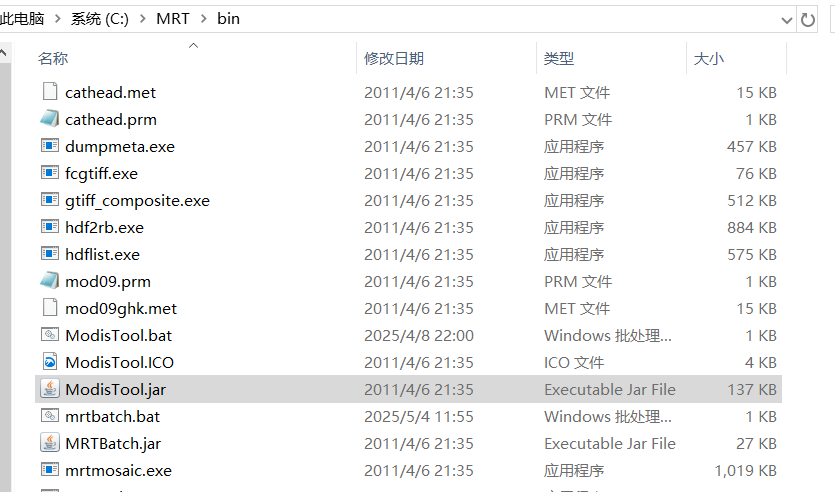 此电脑 > 系统 (C:) > MRT > bin
名称 修改日期 类型 大小
cathead.met 2011/4/6 21:35 MET 文件 15 KB
cathead.prm 2011/4/6 21:35 PRM 文件 1 KB
dumpmeta.exe 2011/4/6 21:35 应用程序 457 KB
fcgtiff.exe 2011/4/6 21:35 应用程序 76 KB
gtiff_composite.exe 2011/4/6 21:35 应用程序 512 KB
hdf2rb.exe 2011/4/6 21:35 应用程序 884 KB
hdflist.exe 2011/4/6 21:35 应用程序 575 KB
mod09.prm 2011/4/6 21:35 PRM 文件 1 KB
mod09ghk.met 2011/4/6 21:35 MET 文件 15 KB
ModisTool.bat 2025/4/8 22:00 Windows 批处理... 1 KB
ModisTool.ICO 2011/4/6 21:35 ICO 文件 4 KB
ModisTool.jar 2011/4/6 21:35 Executable Jar File 137 KB
mrtbatch.bat 2025/5/4 11:55 Windows 批处理... 1 KB
MRTBatch.jar 2011/4/6 21:35 Executable Jar File 27 KB
mrtmosaic.exe 2011/4/6 21:35 应用程序 1,019 KB